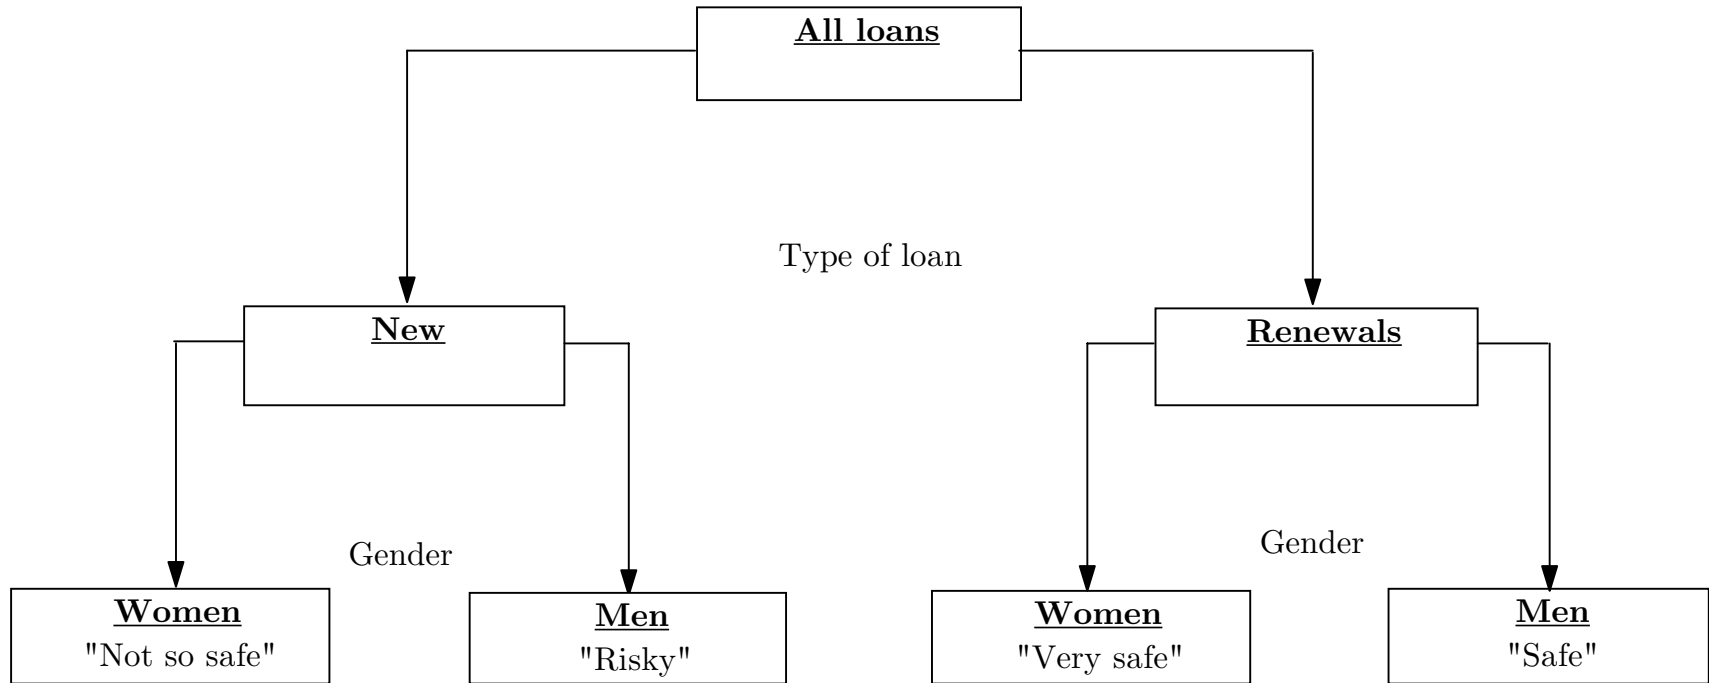 All loans
Type of loan
New
Renewals
Gender
Gender
Women
"Not so safe"
Men
"Risky"
Women
"Very safe"
Men
"Safe"